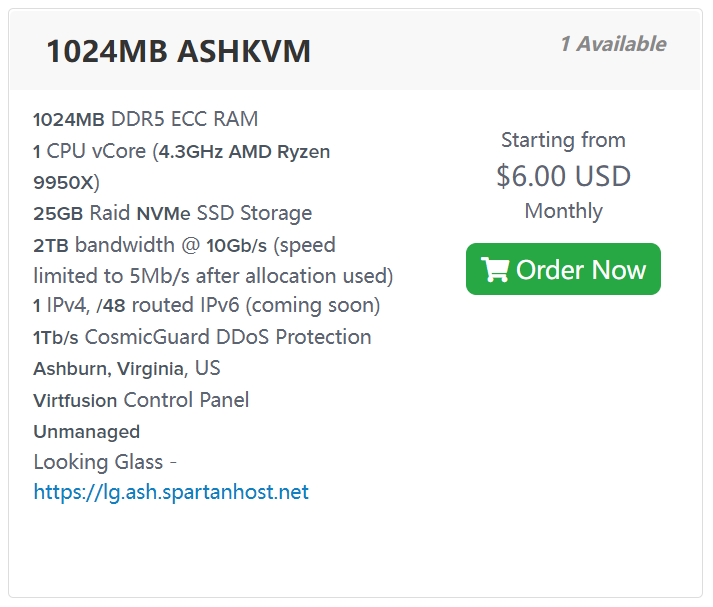 1024MB ASHKVM
1 Available
1024MB DDR5 ECC RAM
1 CPU vCore (4.3GHz AMD Ryzen
9950X)
25GB Raid NVMe SSD Storage
2TB bandwidth @ 10Gb/s (speed
limited to 5Mb/s after allocation used)
1 IPv4, /48 routed IPv6 (coming soon)
1Tb/s CosmicGuard DDoS Protection
Ashburn, Virginia, US
Virtfusion Control Panel
Unmanaged
Looking Glass -
https://lg.ash.spartanhost.net
Starting from
$6.00 USD
Monthly
Order Now